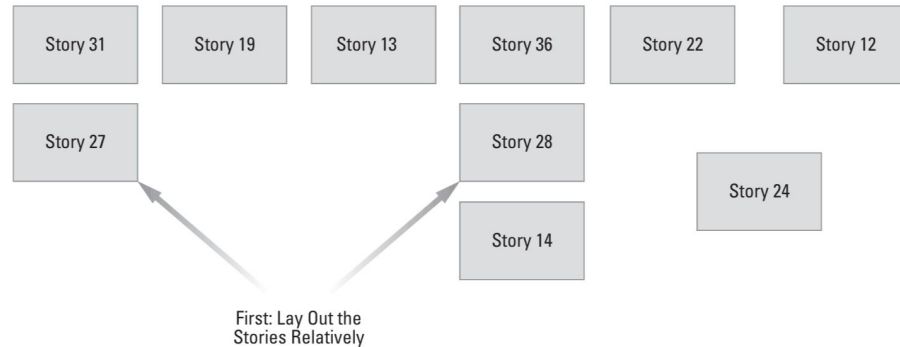 Story 31
Story 19
Story 13
Story 36
Story 22
Story 12
Story 27
Story 28
Story 24
Story 14
First: Lay Out the
Stories Relatively